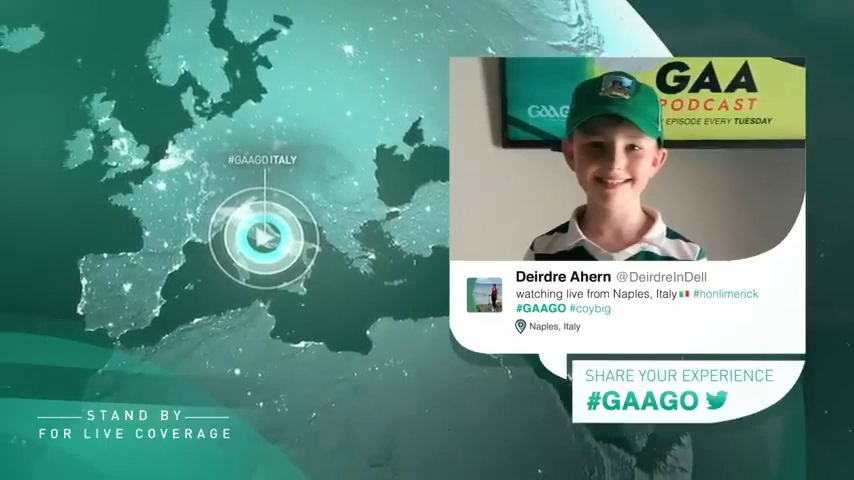 #GAAGO ITALY
GAAGO
GAA
PODCAST
EPISODE EVERY TUESDAY
Deirdre Ahern @DeirdreInDell
watching live from Naples, Italy🇮🇹 #honlimerick
#GAAGO #coybig
Naples, Italy
SHARE YOUR EXPERIENCE
#GAAGO
STAND BY
FOR LIVE COVERAGE